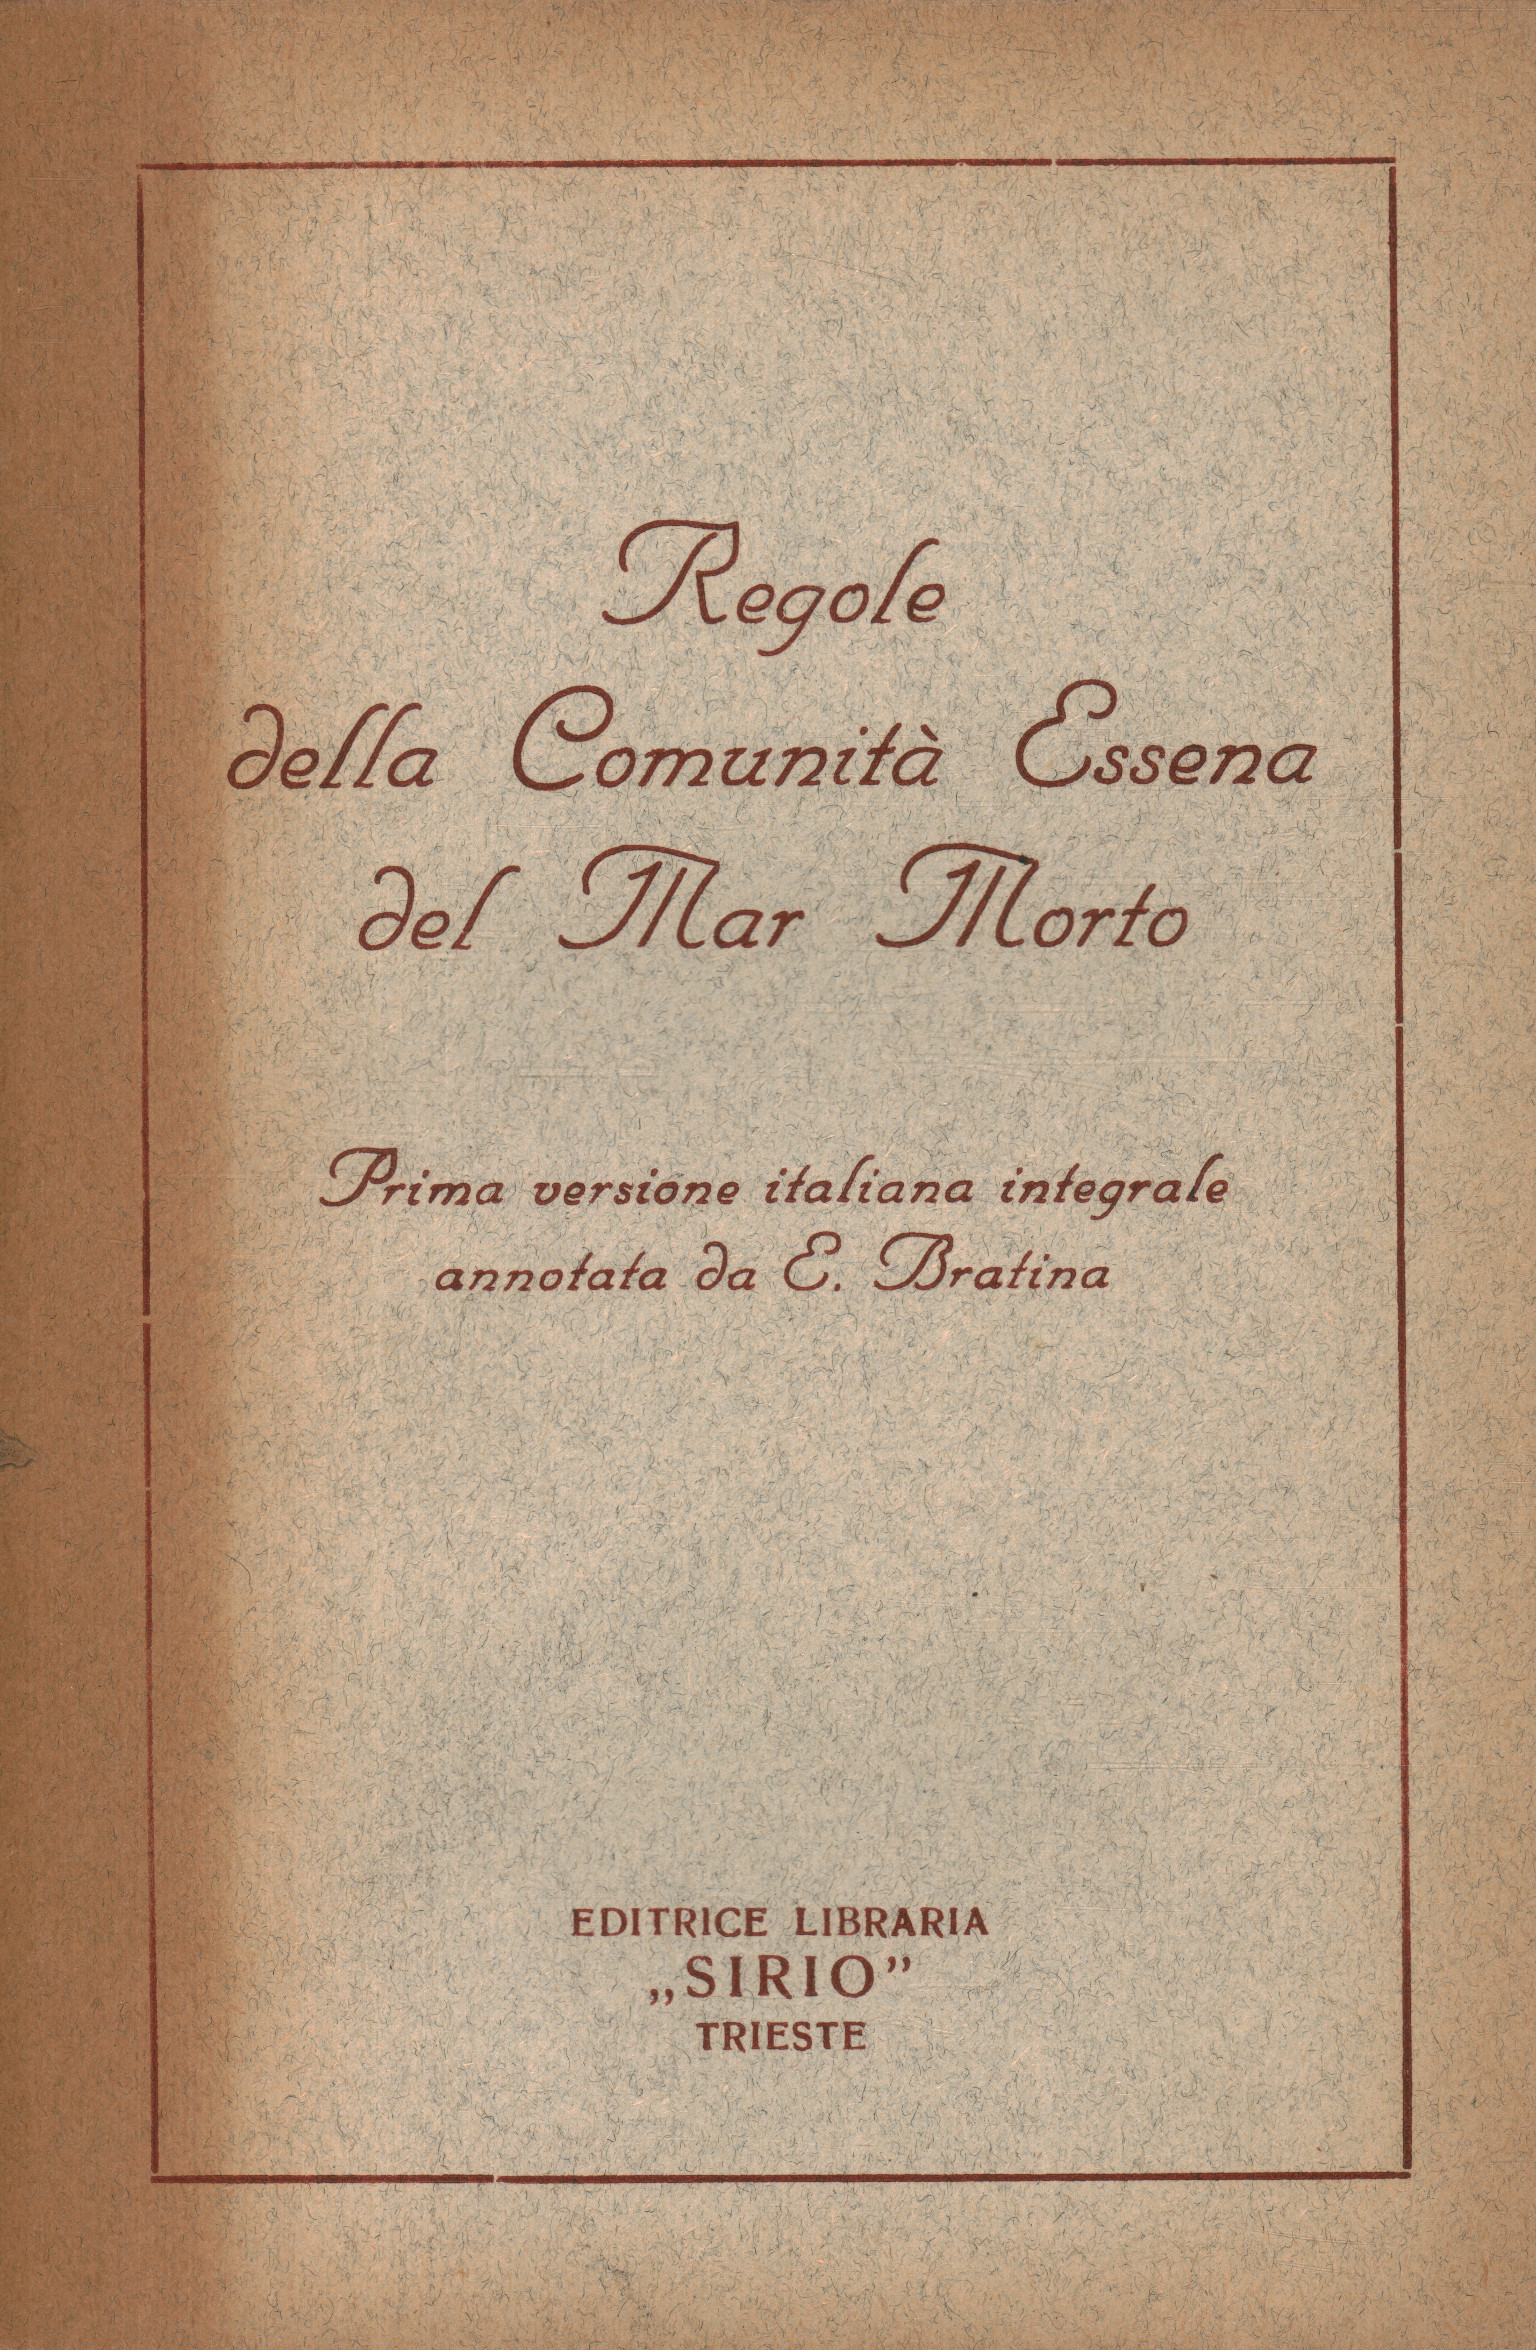 Regole
della Comunità Essena
del Mar Morto
Prima versione italiana integrale
annotata da E. Bratina
EDITRICE LIBRARIA
„SIRIO”
TRIESTE